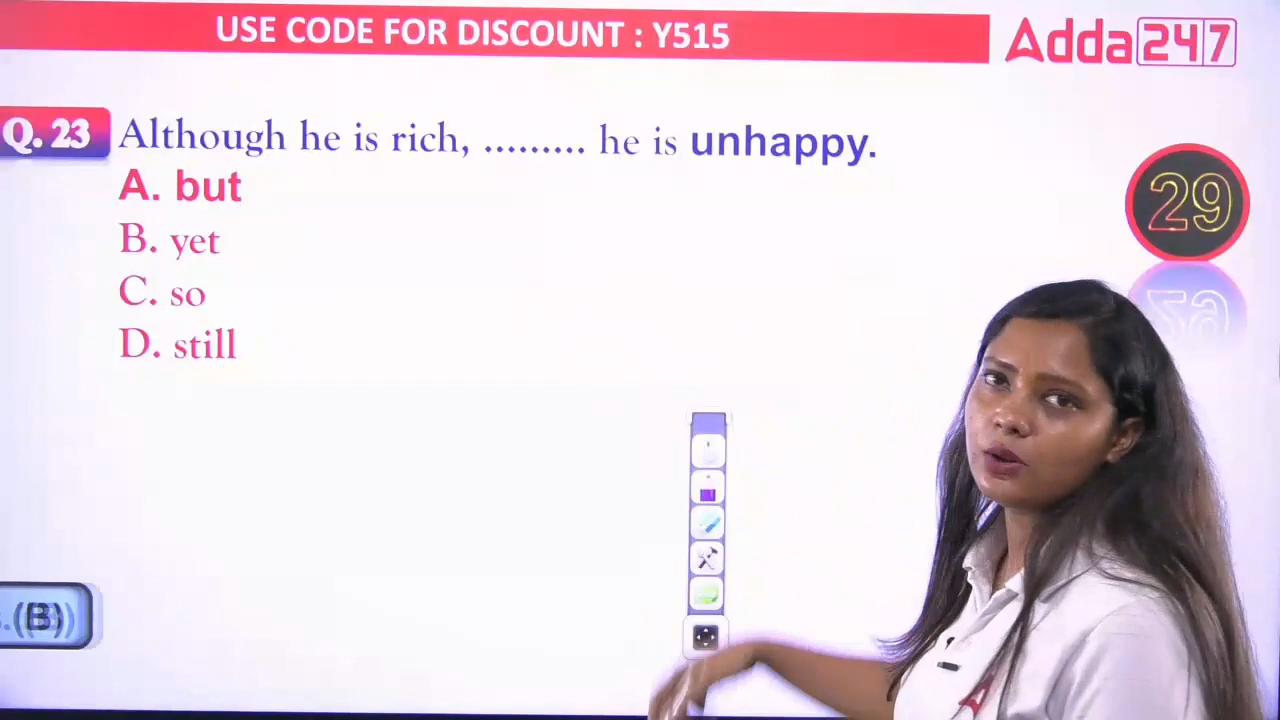 USE CODE FOR DISCOUNT : Y515
Adda247
Q. 23 Although he is rich, ......... he is unhappy.
A. but
B. yet
C. so
D. still
29
(B)